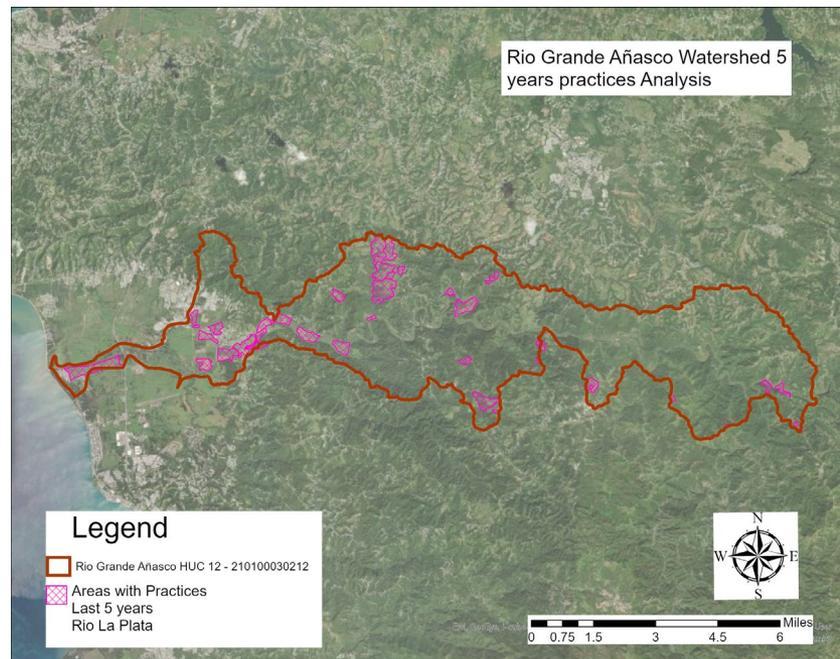 Rio Grande Añasco Watershed 5
years practices Analysis
Legend
Rio Grande Añasco HUC 12 - 210100030212
Areas with Practices
Last 5 years
Rio La Plata
N
W E
S
Miles
0 0.75 1.5 3 4.5 6